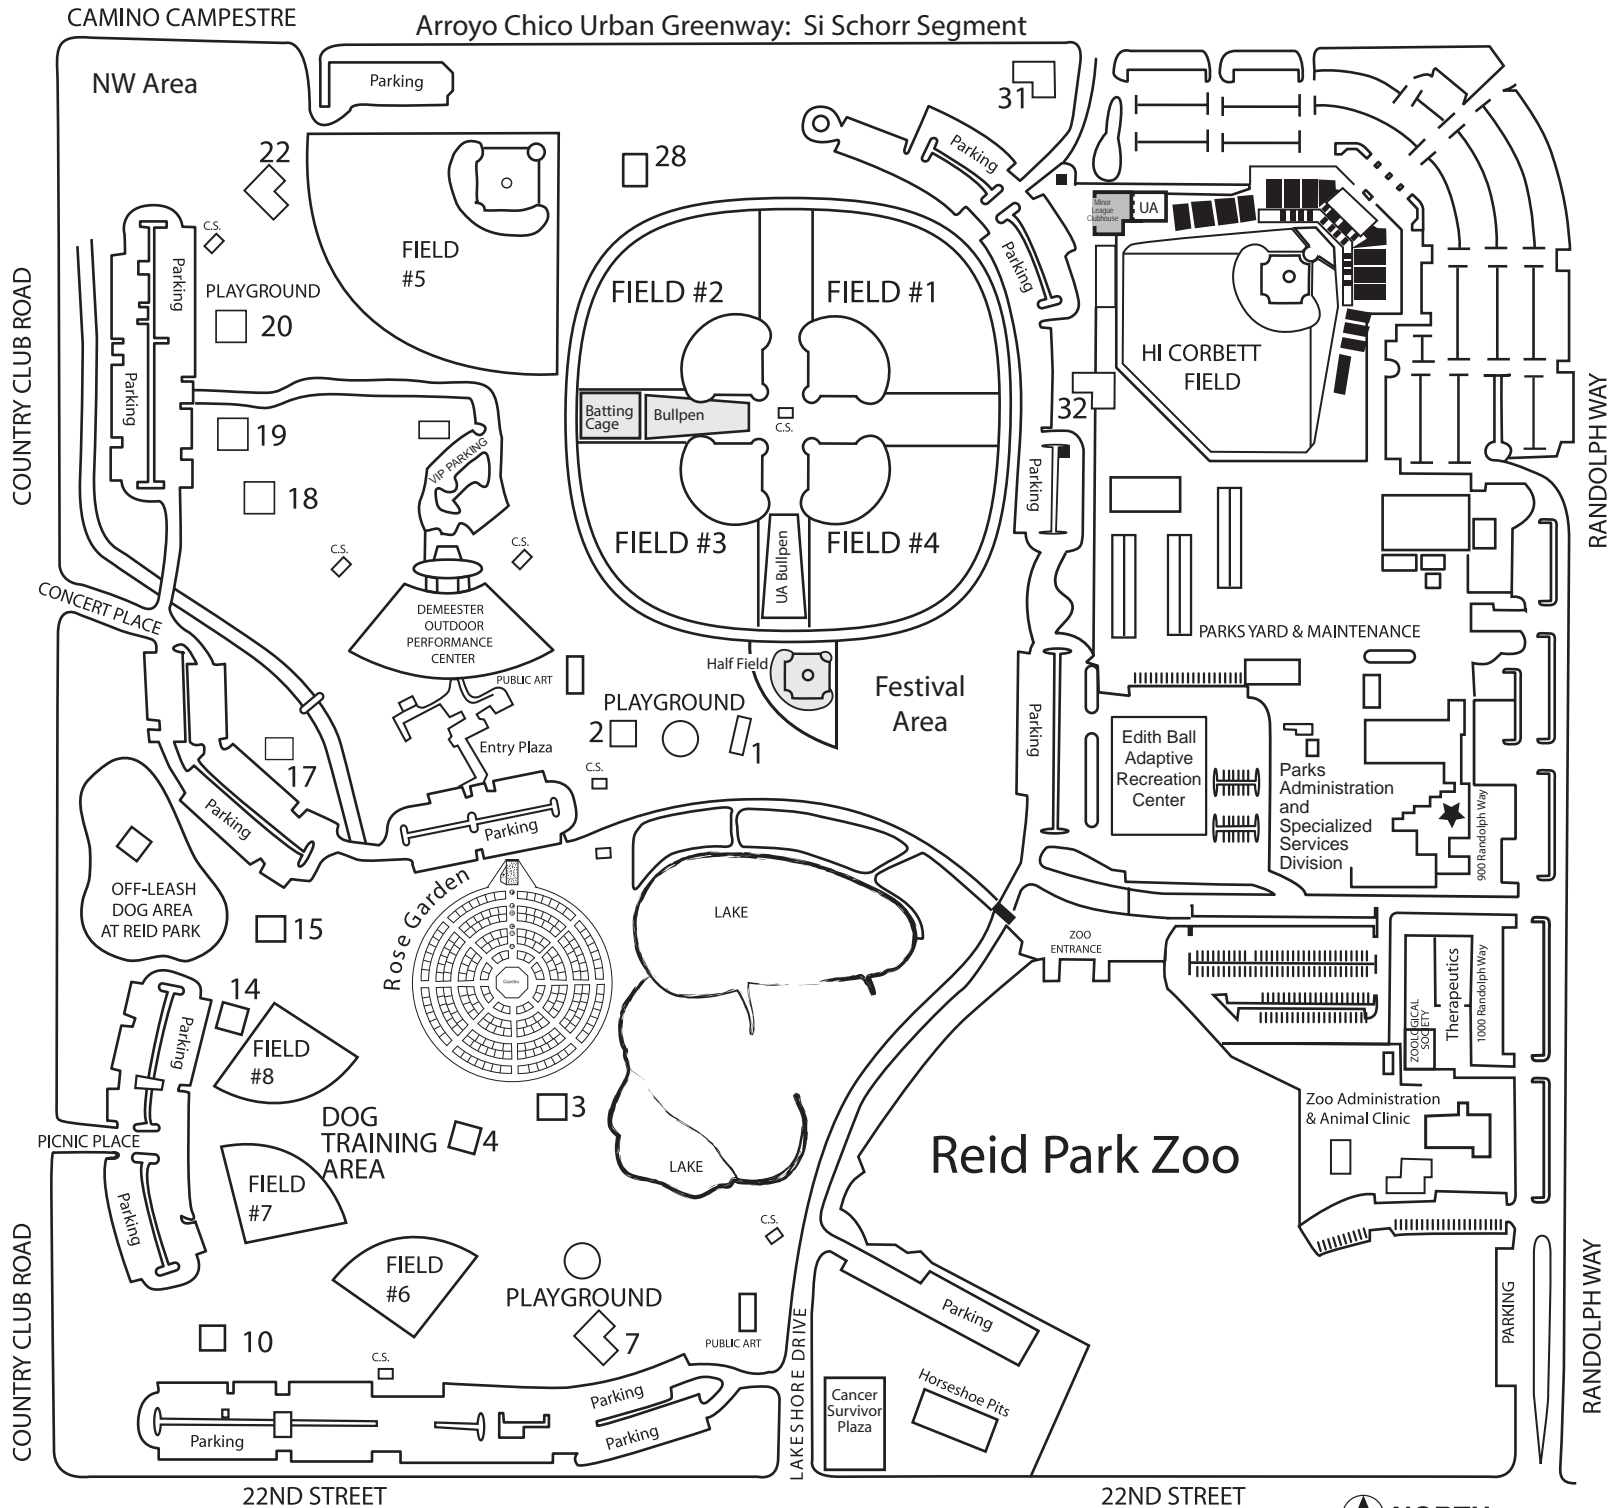 CAMINO CAMPESTRE
Arroyo Chico Urban Greenway: Si Schorr Segment
NW Area
Parking
31
22
28
Parking
C.S.
Minor
League
Clubhouse
UA
FIELD
#5
Parking
Parking
PLAYGROUND
20
FIELD #2
FIELD #1
COUNTRY CLUB ROAD
HI CORBETT
FIELD
RANDOLPH WAY
Parking
32
Batting
Cage
Bullpen
C.S.
19
VIP PARKING
18
Parking
C.S.
C.S.
FIELD #3
FIELD #4
UA Bullpen
CONCERT PLACE
DEMEESTER
OUTDOOR
PERFORMANCE
CENTER
PARKS YARD & MAINTENANCE
PUBLIC ART
Half Field
Festival
Area
PLAYGROUND
2
1
Parking
Entry Plaza
17
C.S.
Edith Ball
Adaptive
Recreation
Center
Parks
Administration
and
Specialized
Services
Division
900 Randolph Way
Parking
Parking
OFF-LEASH
DOG AREA
AT REID PARK
Rose Garden
LAKE
15
ZOO
ENTRANCE
Gazebo
14
Parking
FIELD
#8
ZOOLOGICAL
SOCIETY
Therapeutics
1000 Randolph Way
3
DOG
TRAINING
AREA
4
Zoo Administration
& Animal Clinic
PICNIC PLACE
Reid Park Zoo
LAKE
FIELD
#7
Parking
C.S.
FIELD
#6
PLAYGROUND
7
PUBLIC ART
Parking
PARKING
COUNTRY CLUB ROAD
RANDOLPH WAY
10
C.S.
LAKESHORE DRIVE
Cancer
Survivor
Plaza
Horseshoe Pits
Parking
Parking
Parking
22ND STREET
22ND STREET
NORTH